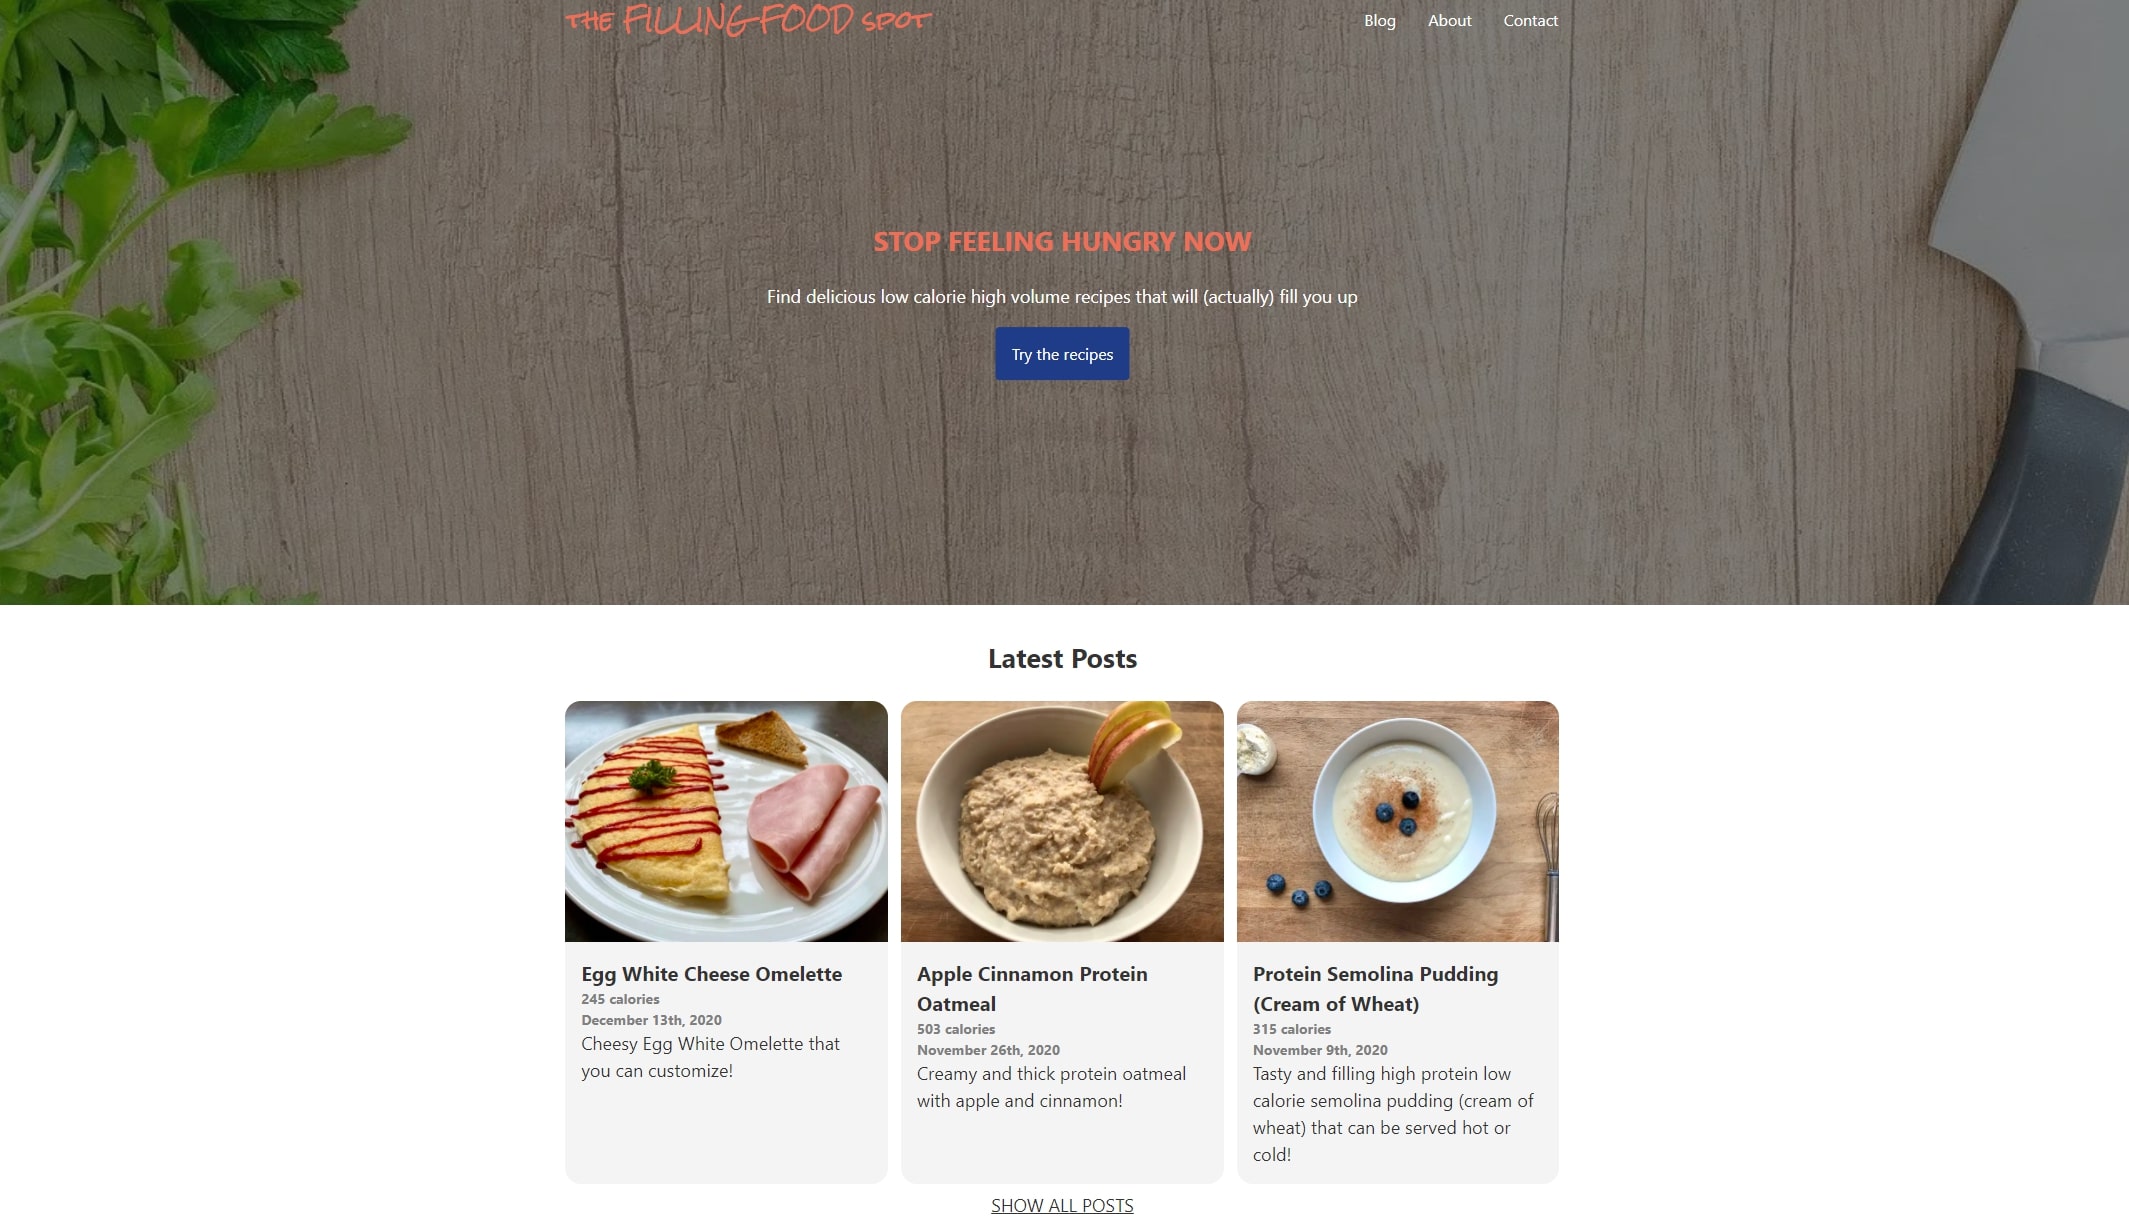 THE FILLING FOOD SPOT
Blog About Contact
STOP FEELING HUNGRY NOW
Find delicious low calorie high volume recipes that will (actually) fill you up
Try the recipes
Latest Posts
Egg White Cheese Omelette
245 calories
December 13th, 2020
Cheesy Egg White Omelette that
you can customize!
Apple Cinnamon Protein
Oatmeal
503 calories
November 26th, 2020
Creamy and thick protein oatmeal
with apple and cinnamon!
Protein Semolina Pudding
(Cream of Wheat)
315 calories
November 9th, 2020
Tasty and filling high protein low
calorie semolina pudding (cream of
wheat) that can be served hot or
cold!
SHOW ALL POSTS